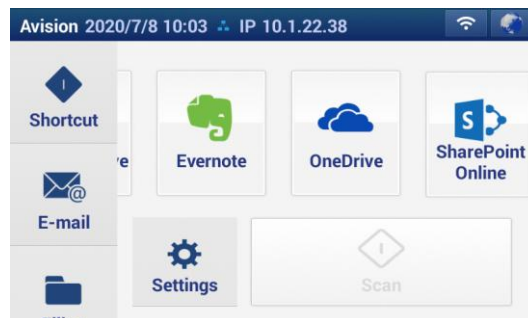 Avision 2020/7/8 10:03 IP 10.1.22.38
Shortcut
E-mail
Evernote
OneDrive
SharePoint
Online
Settings
Scan